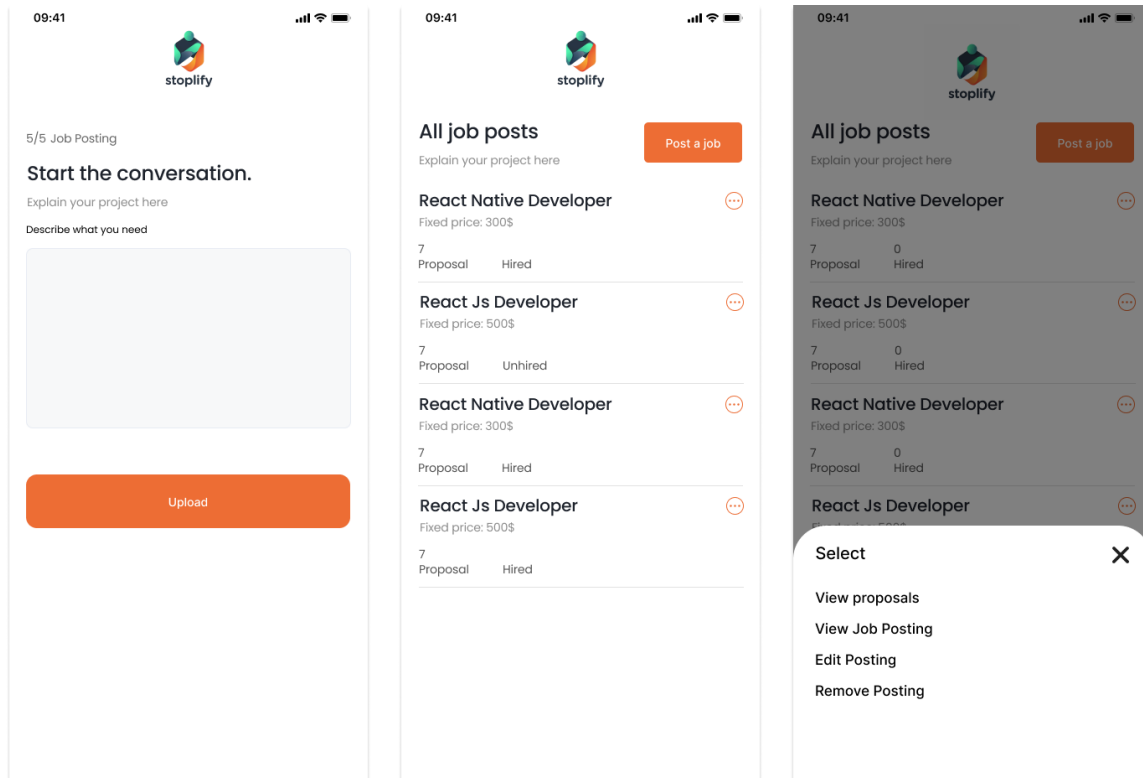 09:41
stoplify
5/5 Job Posting
Start the conversation.
Explain your project here
Describe what you need
Upload
09:41
stoplify
All job posts
Post a job
Explain your project here
React Native Developer
Fixed price: 300$
7
Proposal Hired
React Js Developer
Fixed price: 500$
7
Proposal Unhired
React Native Developer
Fixed price: 300$
7
Proposal Hired
React Js Developer
Fixed price: 500$
7
Proposal Hired
09:41
stoplify
All job posts
Post a job
Explain your project here
React Native Developer
Fixed price: 300$
7 0
Proposal Hired
React Js Developer
Fixed price: 500$
7 0
Proposal Hired
React Native Developer
Fixed price: 300$
7 0
Proposal Hired
React Js Developer
Fixed price: 500$
Select
View proposals
View Job Posting
Edit Posting
Remove Posting